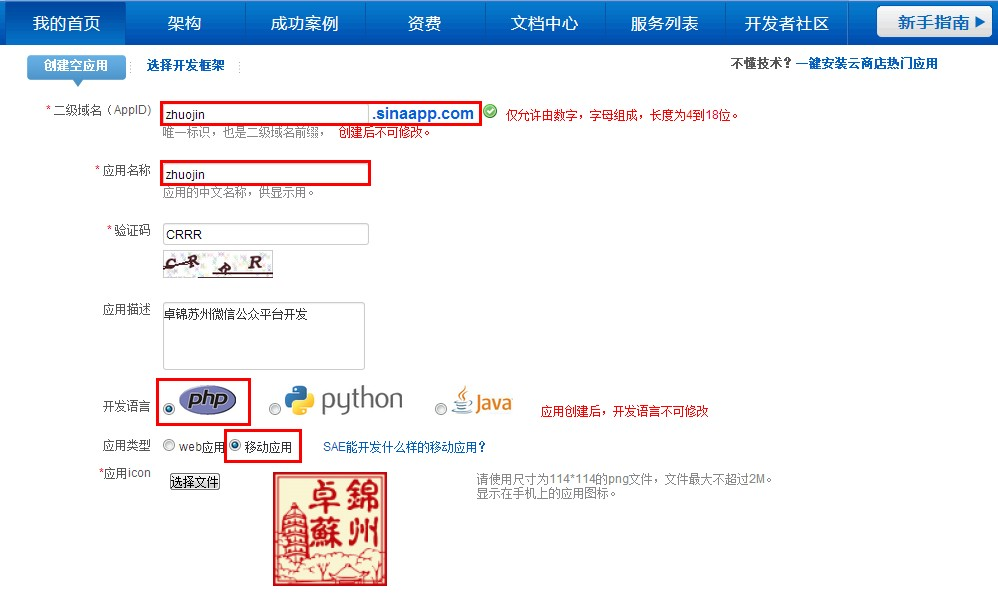 我的首页 架构 成功案例 资费 文档中心 服务列表 开发者社区 新手指南
创建空应用 选择开发框架 不懂技术？一键安装云商店热门应用
*二级域名（AppID） zhuojin .sinaapp.com 仅允许由数字，字母组成，长度为4到18位。
唯一标识，也是二级域名前缀， 创建后不可修改。
*应用名称 zhuojin
应用的中文名称，供显示用。
*验证码 CRRR
C R R R
应用描述 卓锦苏州微信公众平台开发
开发语言 php python Java 应用创建后，开发语言不可修改
应用类型 web应用 移动应用 SAE能开发什么样的移动应用？
*应用icon 选择文件 请使用尺寸为114*114的png文件，文件最大不超过2M。
显示在手机上的应用图标。
卓錦
蘇州